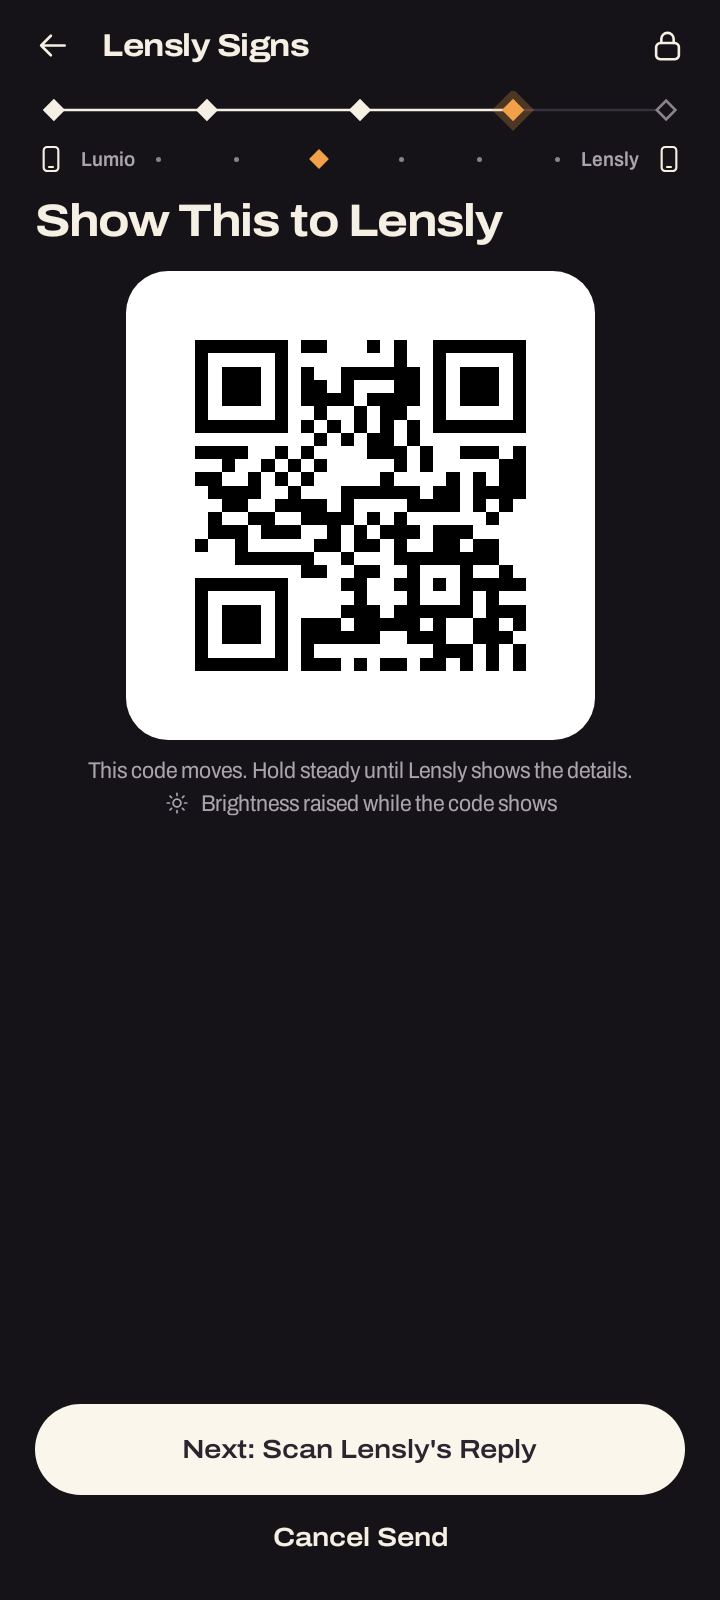 Lensly Signs
Lumio
Lensly
Show This to Lensly
This code moves. Hold steady until Lensly shows the details.
Brightness raised while the code shows
Next: Scan Lensly's Reply
Cancel Send